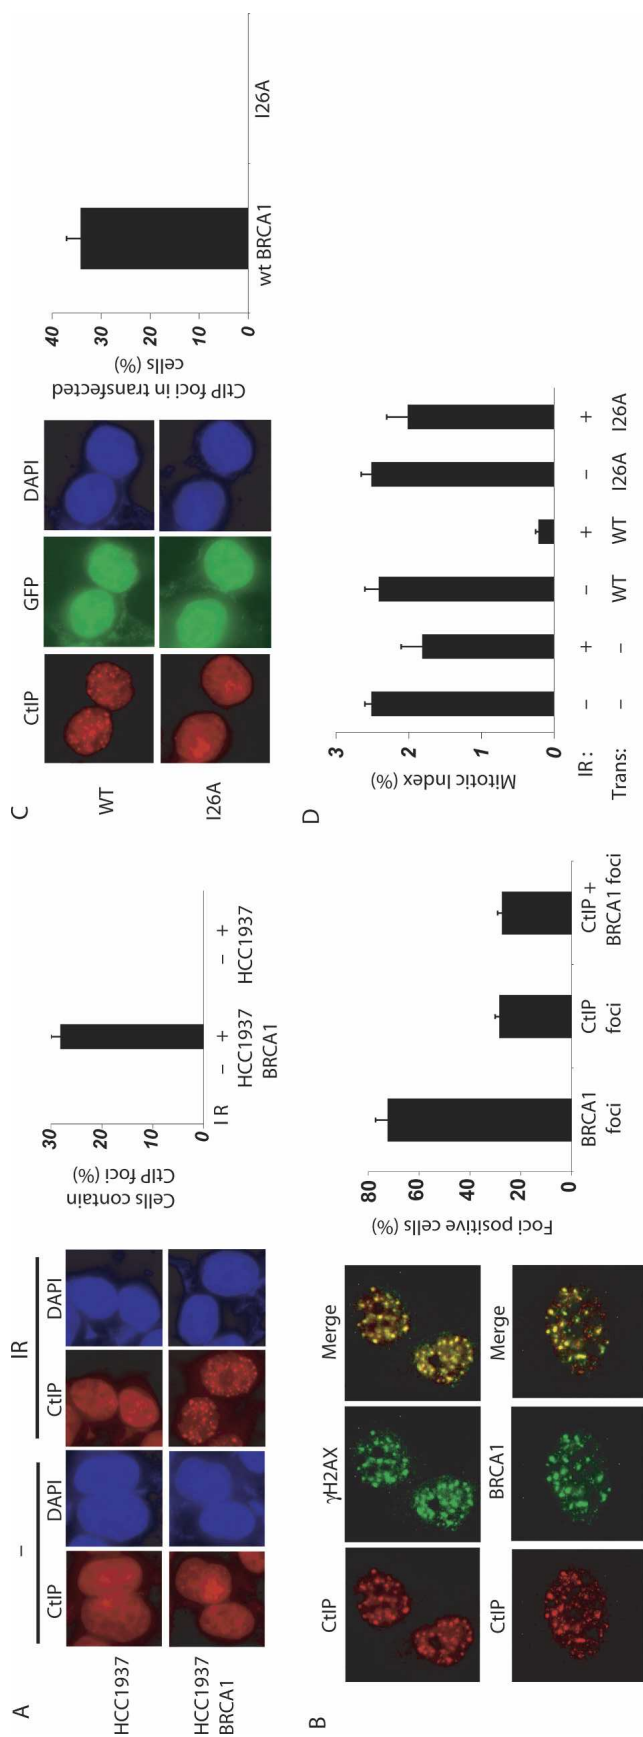 A
–
IR
CtIP DAPI CtIP DAPI
HCC1937
HCC1937
BRCA1
Cells contain
CtIP foci (%)
30
20
10
0
IR – + – +
HCC1937 HCC1937
BRCA1
B
CtIP γH2AX Merge
CtIP BRCA1 Merge
Foci positive cells (%)
80
60
40
20
0
BRCA1 CtIP CtIP +
foci foci BRCA1 foci
C
CtIP GFP DAPI
WT
I26A
CtIP foci in transfected
cells (%)
40
30
20
10
0
wt BRCA1 I26A
D
Mitotic Index (%)
3
2
1
0
IR: – + – + – +
Trans: – – WT WT I26A I26A